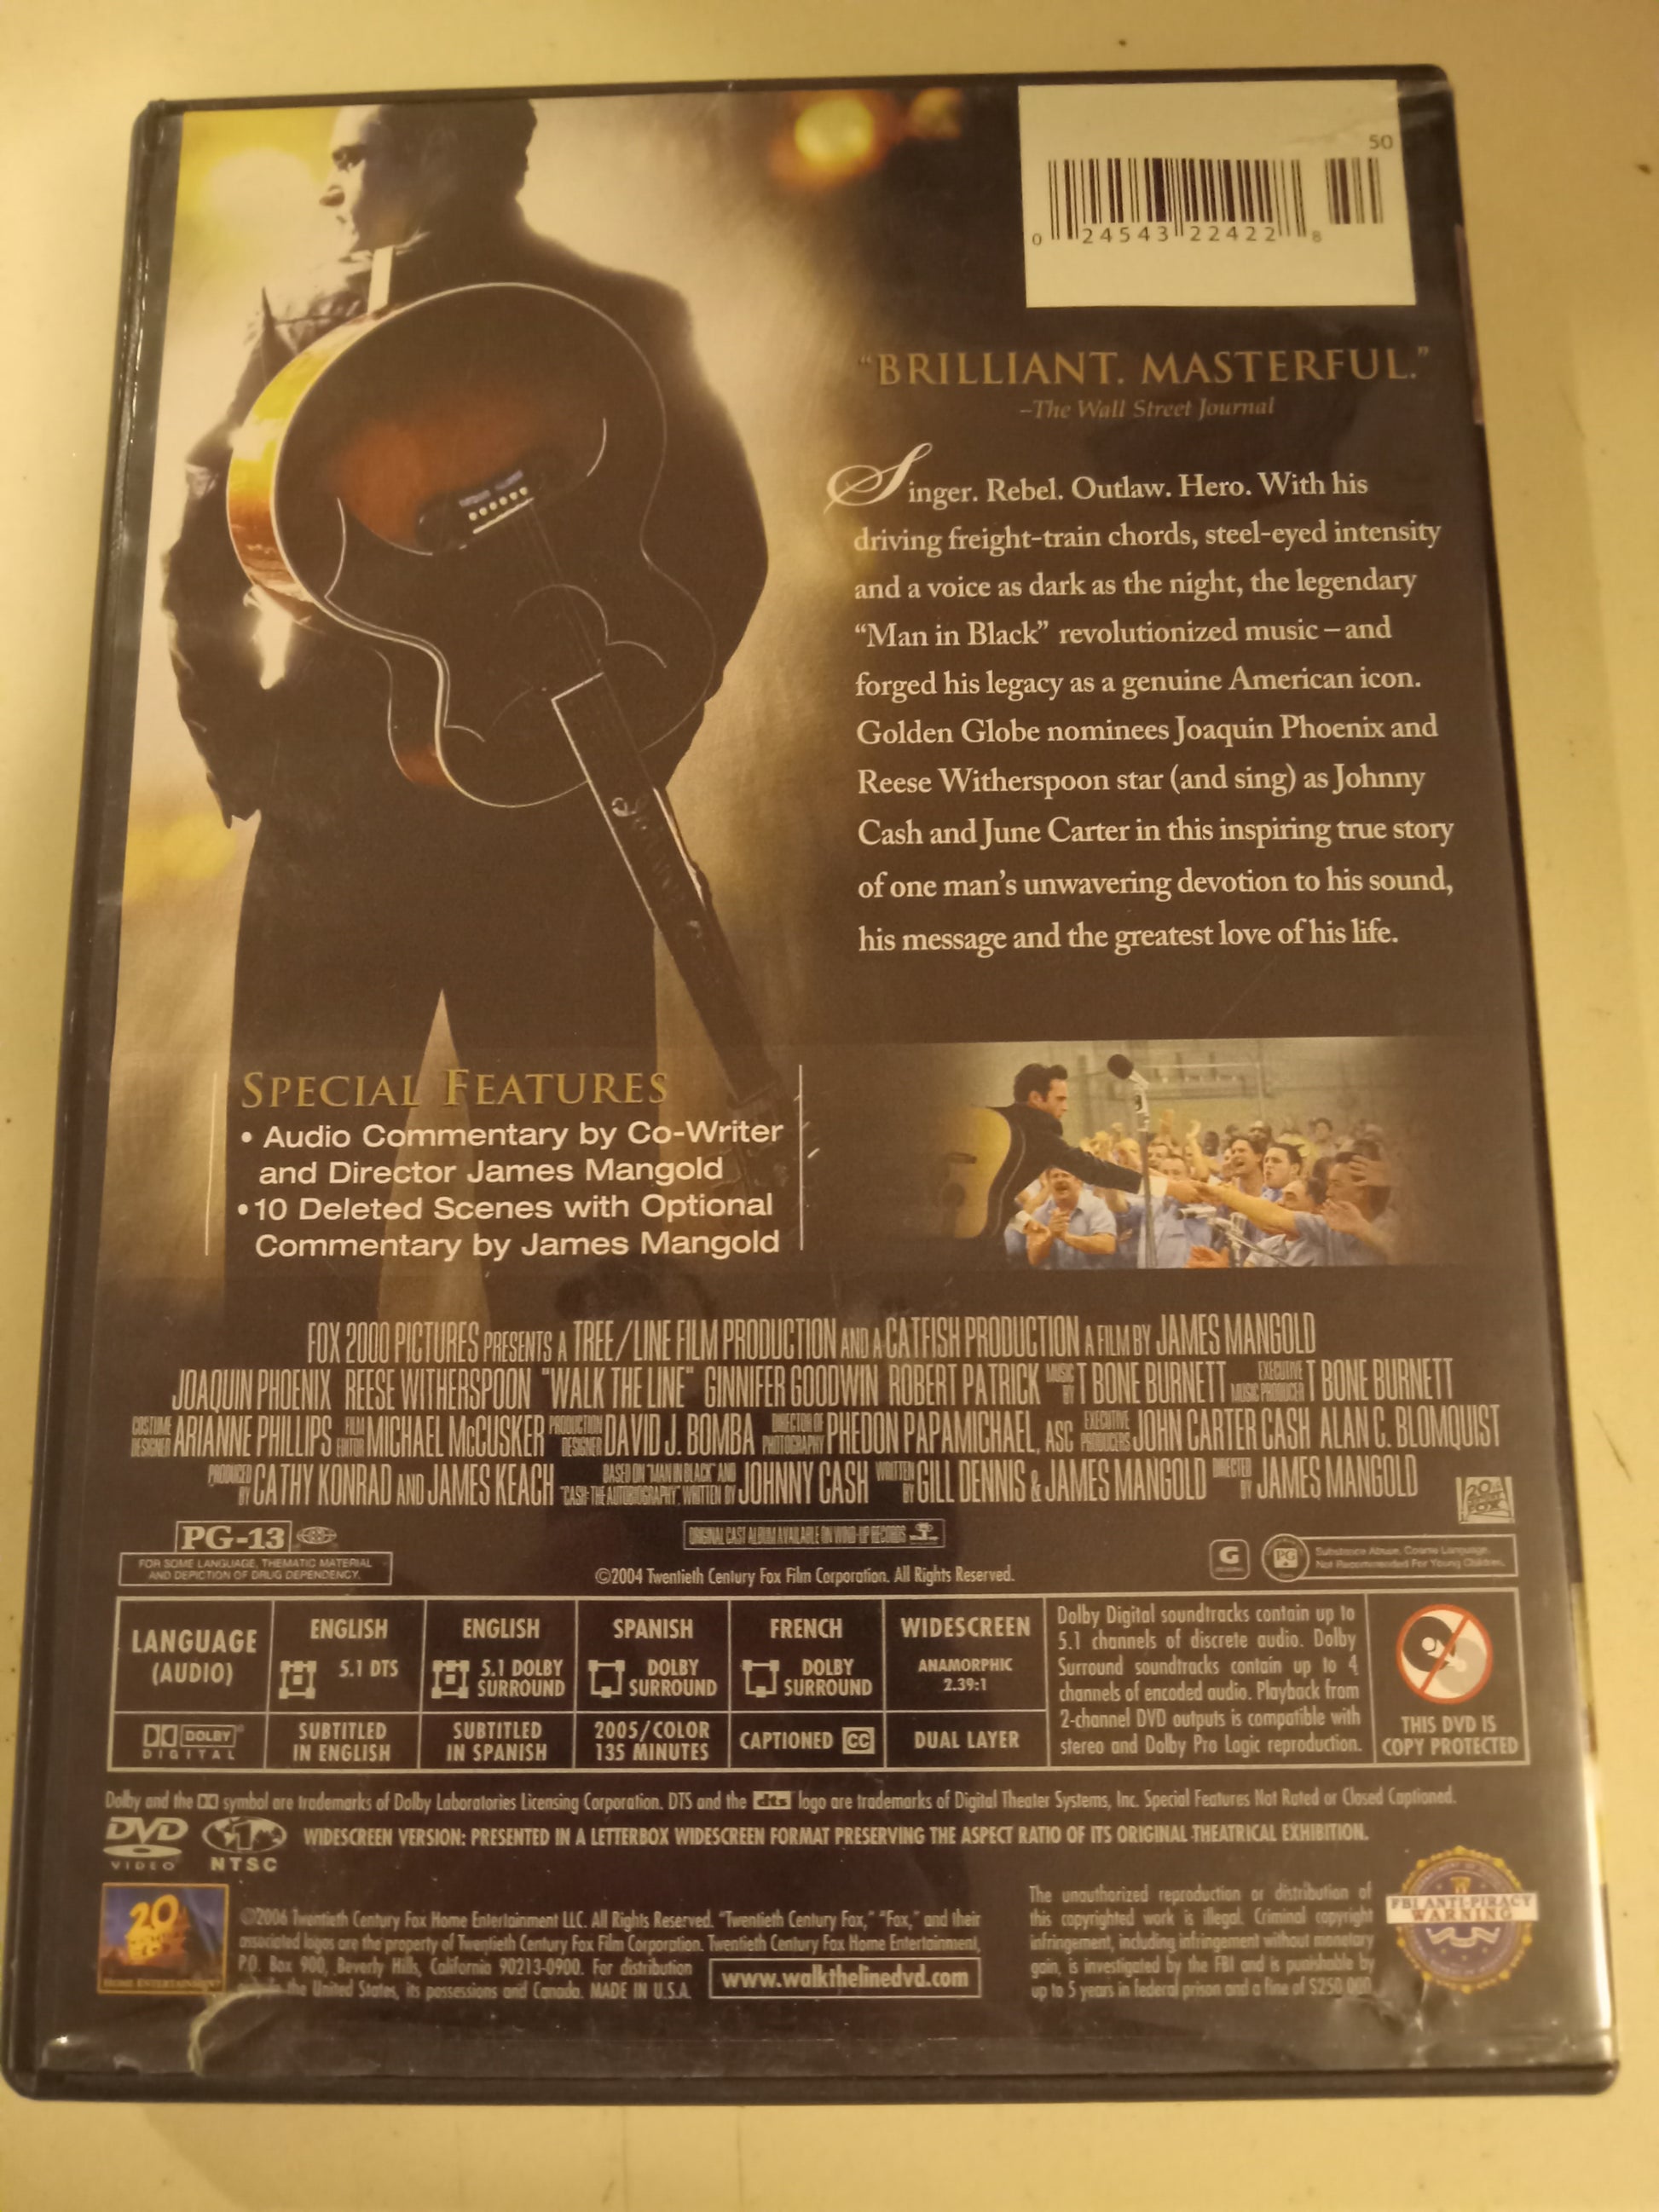 50
0 24543 22422 8
"BRILLIANT. MASTERFUL."
–The Wall Street Journal
Singer. Rebel. Outlaw. Hero. With his
driving freight-train chords, steel-eyed intensity
and a voice as dark as the night, the legendary
"Man in Black" revolutionized music – and
forged his legacy as a genuine American icon.
Golden Globe nominees Joaquin Phoenix and
Reese Witherspoon star (and sing) as Johnny
Cash and June Carter in this inspiring true story
of one man's unwavering devotion to his sound,
his message and the greatest love of his life.
SPECIAL FEATURES
• Audio Commentary by Co-Writer
and Director James Mangold
• 10 Deleted Scenes with Optional
Commentary by James Mangold
FOX 2000 PICTURES PRESENTS A TREE/LINE FILM PRODUCTION AND A CATFISH PRODUCTION A FILM BY JAMES MANGOLD
JOAQUIN PHOENIX REESE WITHERSPOON "WALK THE LINE" GINNIFER GOODWIN ROBERT PATRICK MUSIC BY T BONE BURNETT EXECUTIVE MUSIC PRODUCER T BONE BURNETT
COSTUME DESIGNER ARIANNE PHILLIPS FILM EDITOR MICHAEL McCUSKER PRODUCTION DESIGNER DAVID J. BOMBA DIRECTOR OF PHOTOGRAPHY PHEDON PAPAMICHAEL, ASC EXECUTIVE PRODUCERS JOHN CARTER CASH ALAN C. BLOMQUIST
PRODUCED BY CATHY KONRAD AND JAMES KEACH BASED ON "MAN IN BLACK" AND "CASH: THE AUTOBIOGRAPHY" WRITTEN BY JOHNNY CASH WRITTEN BY GILL DENNIS & JAMES MANGOLD DIRECTED BY JAMES MANGOLD
20TH CENTURY FOX
PG-13
FOR SOME LANGUAGE, THEMATIC MATERIAL
AND DEPICTION OF DRUG DEPENDENCY.
ORIGINAL CAST ALBUM AVAILABLE ON WIND-UP RECORDS
G
PG
Substance Abuse, Coarse Language,
Not Recommended For Young Children.
©2004 Twentieth Century Fox Film Corporation. All Rights Reserved.
LANGUAGE
(AUDIO)
ENGLISH
5.1 DTS
ENGLISH
5.1 DOLBY
SURROUND
SPANISH
DOLBY
SURROUND
FRENCH
DOLBY
SURROUND
WIDESCREEN
ANAMORPHIC
2.39:1
DOLBY
DIGITAL
SUBTITLED
IN ENGLISH
SUBTITLED
IN SPANISH
2005/COLOR
135 MINUTES
CAPTIONED CC
DUAL LAYER
Dolby Digital soundtracks contain up to
5.1 channels of discrete audio. Dolby
Surround soundtracks contain up to 4
channels of encoded audio. Playback from
2-channel DVD outputs is compatible with
stereo and Dolby Pro Logic reproduction.
THIS DVD IS
COPY PROTECTED
Dolby and the symbol are trademarks of Dolby Laboratories Licensing Corporation. DTS and the dts logo are trademarks of Digital Theater Systems, Inc. Special Features Not Rated or Closed Captioned.
DVD
VIDEO
1
NTSC
WIDESCREEN VERSION: PRESENTED IN A LETTERBOX WIDESCREEN FORMAT PRESERVING THE ASPECT RATIO OF ITS ORIGINAL THEATRICAL EXHIBITION.
20TH CENTURY FOX
HOME ENTERTAINMENT
©2006 Twentieth Century Fox Home Entertainment LLC. All Rights Reserved. "Twentieth Century Fox," "Fox," and their
associated logos are the property of Twentieth Century Fox Film Corporation. Twentieth Century Fox Home Entertainment,
P.O. Box 900, Beverly Hills, California 90213-0900. For distribution
only in the United States, its possessions and Canada. MADE IN U.S.A.
www.walkthelinedvd.com
The unauthorized reproduction or distribution of
this copyrighted work is illegal. Criminal copyright
infringement, including infringement without monetary
gain, is investigated by the FBI and is punishable by
up to 5 years in federal prison and a fine of $250,000.
FBI ANTI-PIRACY
WARNING